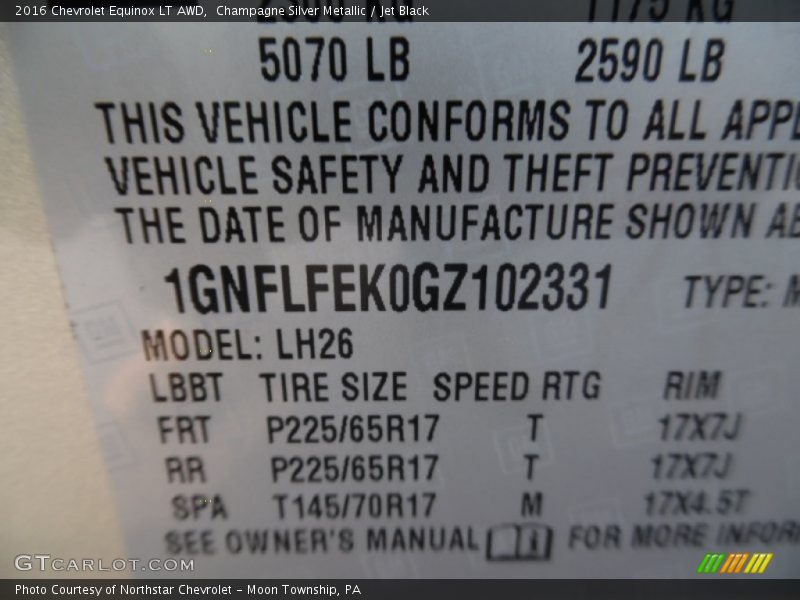 2016 Chevrolet Equinox LT AWD, Champagne Silver Metallic / Jet Black
5070 LB 2590 LB
THIS VEHICLE CONFORMS TO ALL
VEHICLE SAFETY AND THEFT
THE DATE OF MANUFACTURE SHOWN
1GNFLFEK0GZ102331 TYPE:
MODEL: LH26
LBBT TIRE SIZE SPEED RTG RIM
FRT P225/65R17 T 17X7J
RR P225/65R17 T 17X7J
SPA T145/70R17 M 17X4.5T
SEE OWNER'S MANUAL FOR MORE
GTCARLOT.COM
Photo Courtesy of Northstar Chevrolet - Moon Township, PA